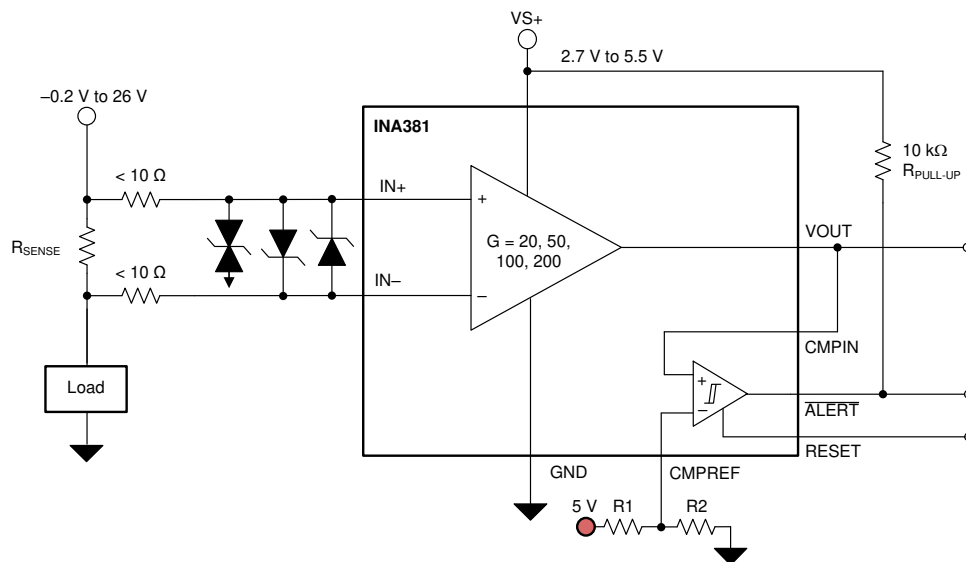 VS+
2.7 V to 5.5 V
–0.2 V to 26 V
INA381
10 kΩ
RPULL-UP
< 10 Ω
IN+
+
RSENSE
G = 20, 50,
100, 200
VOUT
< 10 Ω
IN–
–
CMPIN
Load
+
–
ALERT
RESET
GND
CMPREF
5 V
R1
R2